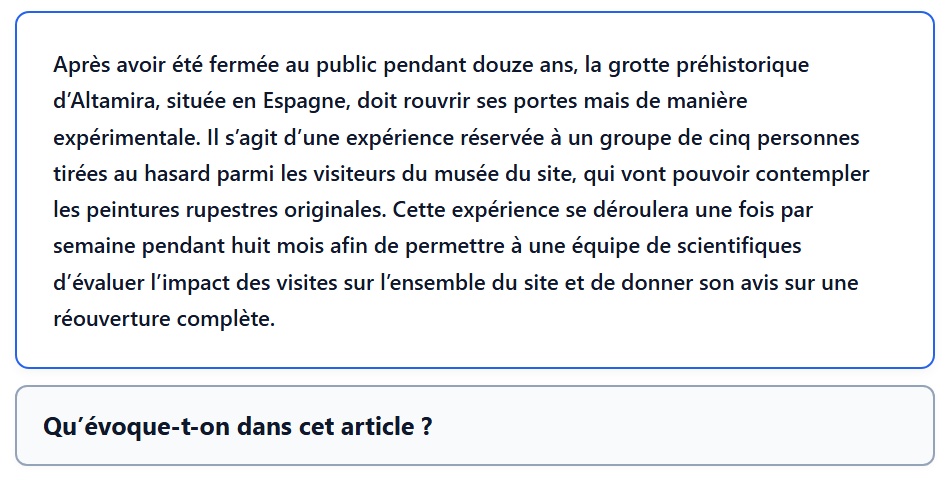 Après avoir été fermée au public pendant douze ans, la grotte préhistorique
d’Altamira, située en Espagne, doit rouvrir ses portes mais de manière
expérimentale. Il s’agit d’une expérience réservée à un groupe de cinq personnes
tirées au hasard parmi les visiteurs du musée du site, qui vont pouvoir contempler
les peintures rupestres originales. Cette expérience se déroulera une fois par
semaine pendant huit mois afin de permettre à une équipe de scientifiques
d’évaluer l’impact des visites sur l’ensemble du site et de donner son avis sur une
réouverture complète.
Qu’évoque-t-on dans cet article ?